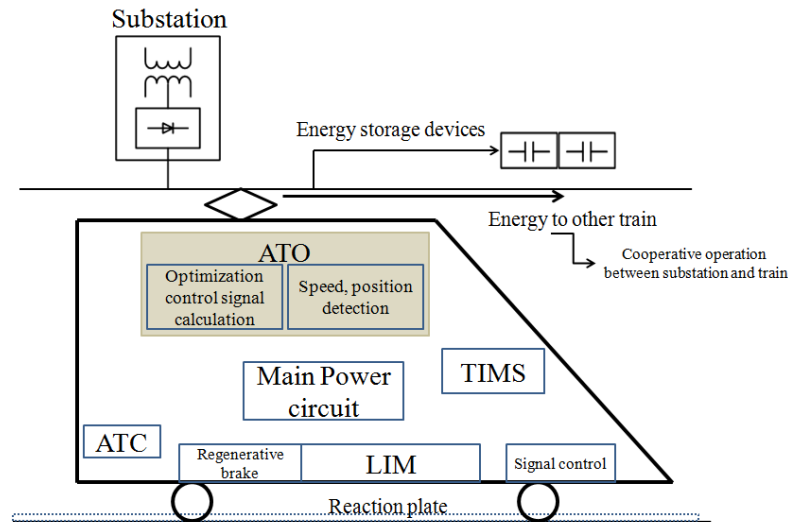 Substation
Energy storage devices
Energy to other train
Cooperative operation
between substation and train
ATO
Optimization
control signal
calculation
Speed, position
detection
Main Power
circuit
TIMS
ATC
Regenerative
brake
LIM
Signal control
Reaction plate